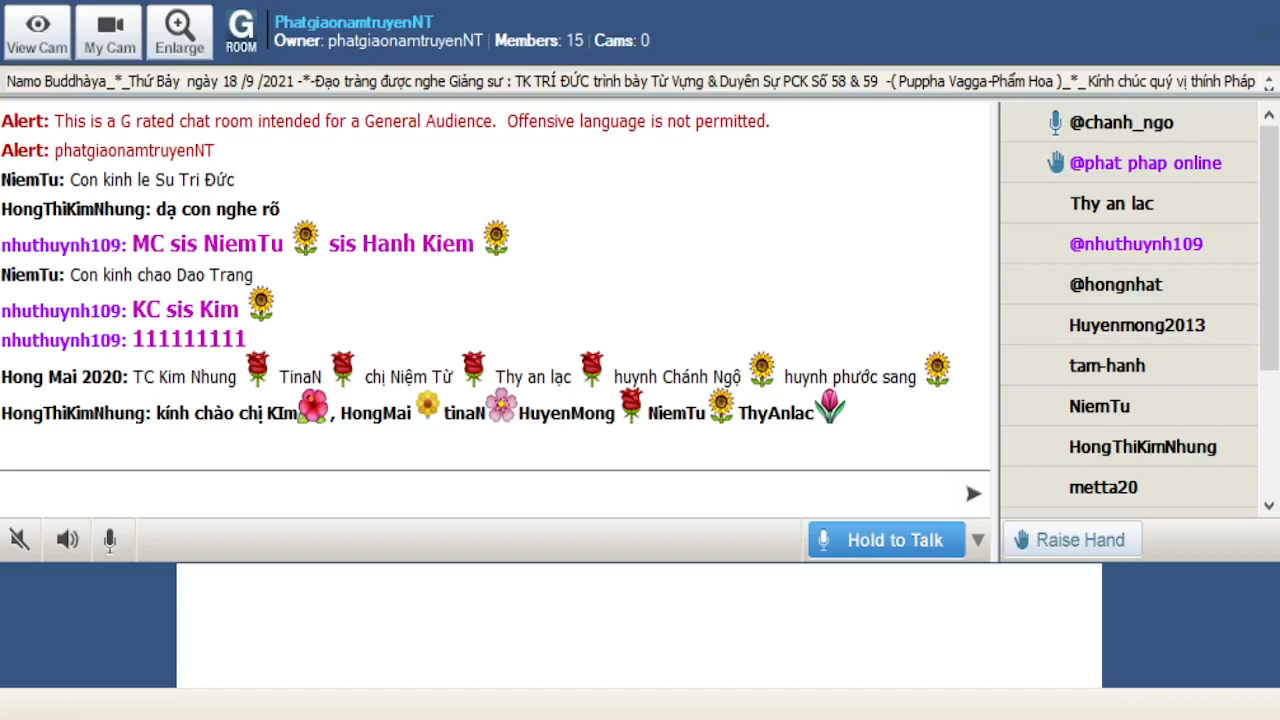 View Cam
My Cam
Enlarge
G
ROOM
PhatgiaonamtruyenNT
Owner: phatgiaonamtruyenNT | Members: 15 | Cams: 0
Namo Buddhàya_*_Thứ Bảy ngày 18 /9 /2021 -*-Đạo tràng được nghe Giảng sư : TK TRÍ ĐỨC trình bày Từ Vựng & Duyên Sự PCK Số 58 & 59 -( Puppha Vagga-Phẩm Hoa )_*_ Kính chúc quý vị thính Pháp
Alert: This is a G rated chat room intended for a General Audience. Offensive language is not permitted.
Alert: phatgiaonamtruyenNT
NiemTu: Con kinh le Su Tri Đức
HongThiKimNhung: dạ con nghe rõ
nhuthuynh109: MC sis NiemTu sis Hanh Kiem
NiemTu: Con kinh chao Dao Trang
nhuthuynh109: KC sis Kim
nhuthuynh109: 111111111
Hong Mai 2020: TC Kim Nhung TinaN chị Niệm Từ Thy an lạc huynh Chánh Ngộ huynh phước sang
HongThiKimNhung: kính chào chị KIm , HongMai tinaN HuyenMong NiemTu ThyAnlac
@chanh_ngo
@phat phap online
Thy an lac
@nhuthuynh109
@hongnhat
Huyenmong2013
tam-hanh
NiemTu
HongThiKimNhung
metta20
Hold to Talk
Raise Hand